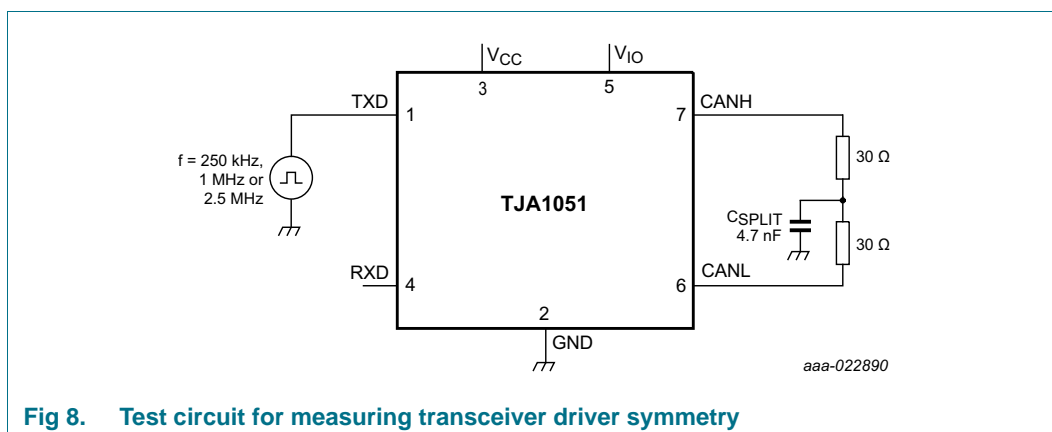 VCC
VIO
3
5
TXD
1
7
CANH
f = 250 kHz,
1 MHz or
2.5 MHz
30 Ω
TJA1051
CSPLIT
4.7 nF
30 Ω
RXD
4
6
CANL
2
GND
aaa-022890
Fig 8. Test circuit for measuring transceiver driver symmetry